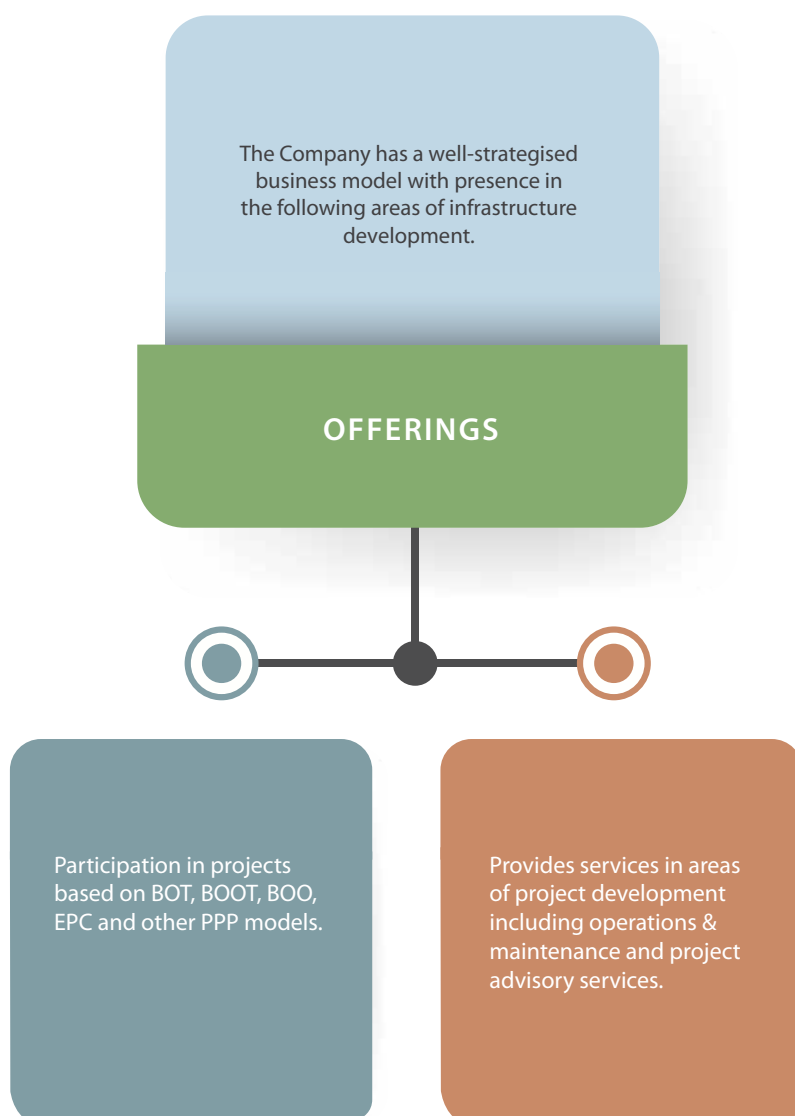 The Company has a well-strategised
business model with presence in
the following areas of infrastructure
development.
OFFERINGS
Participation in projects
based on BOT, BOOT, BOO,
EPC and other PPP models.
Provides services in areas
of project development
including operations &
maintenance and project
advisory services.